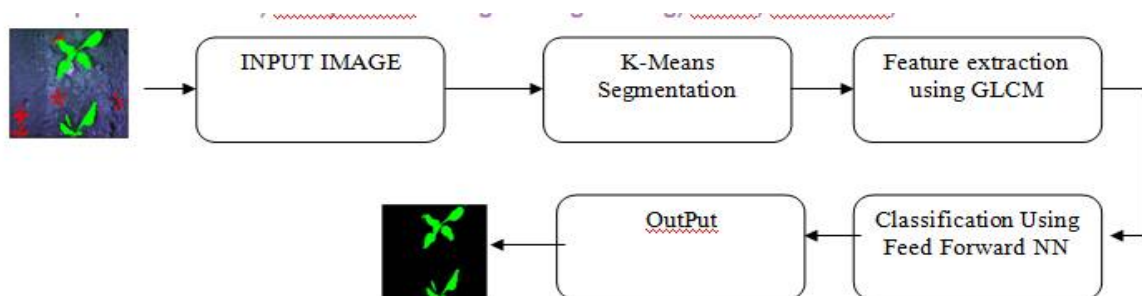 INPUT IMAGE
K-Means
Segmentation
Feature extraction
using GLCM
OutPut
Classification Using
Feed Forward NN